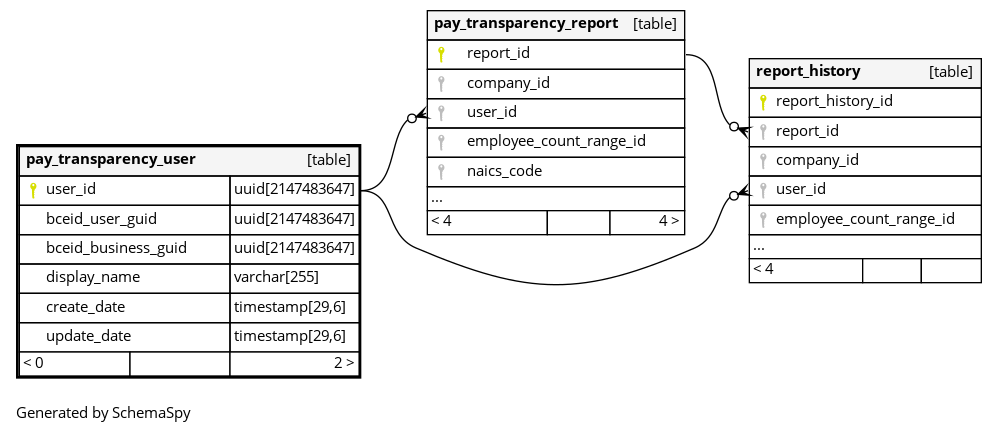 pay_transparency_report [table]
report_id
company_id
user_id
employee_count_range_id
naics_code
...
< 4 4 >
report_history [table]
report_history_id
report_id
company_id
user_id
employee_count_range_id
...
< 4
pay_transparency_user [table]
user_id uuid[2147483647]
bceid_user_guid uuid[2147483647]
bceid_business_guid uuid[2147483647]
display_name varchar[255]
create_date timestamp[29,6]
update_date timestamp[29,6]
< 0 2 >
Generated by SchemaSpy